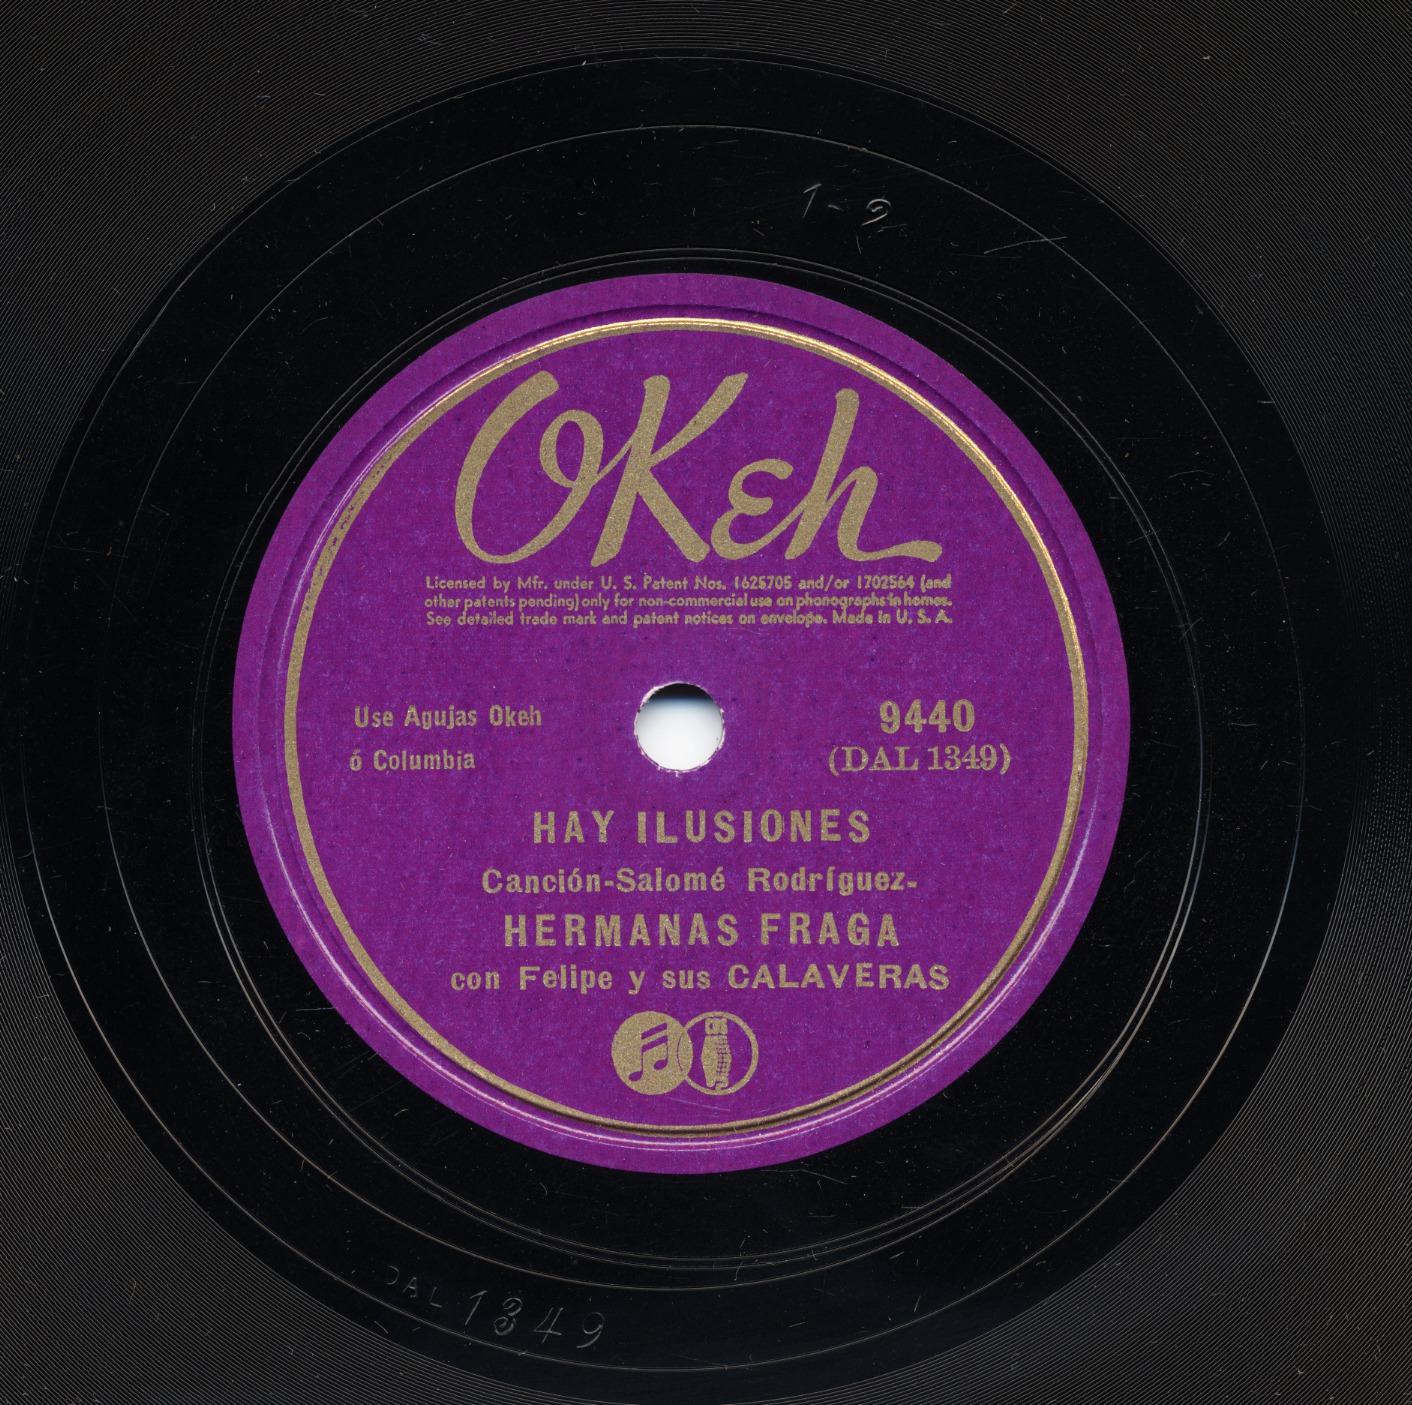 1-2
OKeh
Licensed by Mfr. under U. S. Patent Nos. 1625705 and/or 1702564 (and
other patents pending) only for non-commercial use on phonographs in homes.
See detailed trade mark and patent notices on envelope. Made in U. S. A.
Use Agujas Okeh
ó Columbia
9440
(DAL 1349)
HAY ILUSIONES
Canción-Salomé Rodríguez-
HERMANAS FRAGA
con Felipe y sus CALAVERAS
DAL 1349